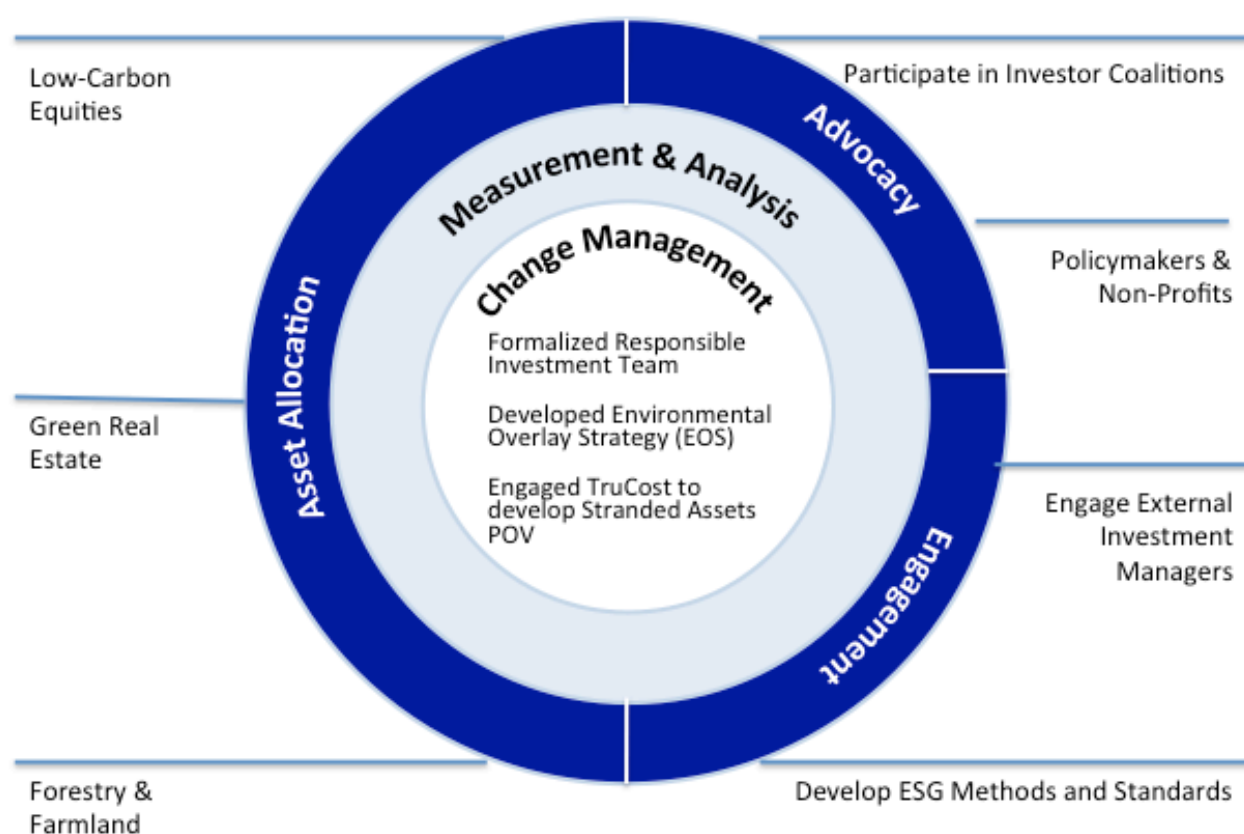 Low-Carbon
Equities
Green Real
Estate
Forestry &
Farmland
Asset Allocation
Measurement & Analysis
Change Management
Formalized Responsible
Investment Team
Developed Environmental
Overlay Strategy (EOS)
Engaged TruCost to
develop Stranded Assets
POV
Advocacy
Engagement
Participate in Investor Coalitions
Policymakers &
Non-Profits
Engage External
Investment
Managers
Develop ESG Methods and Standards